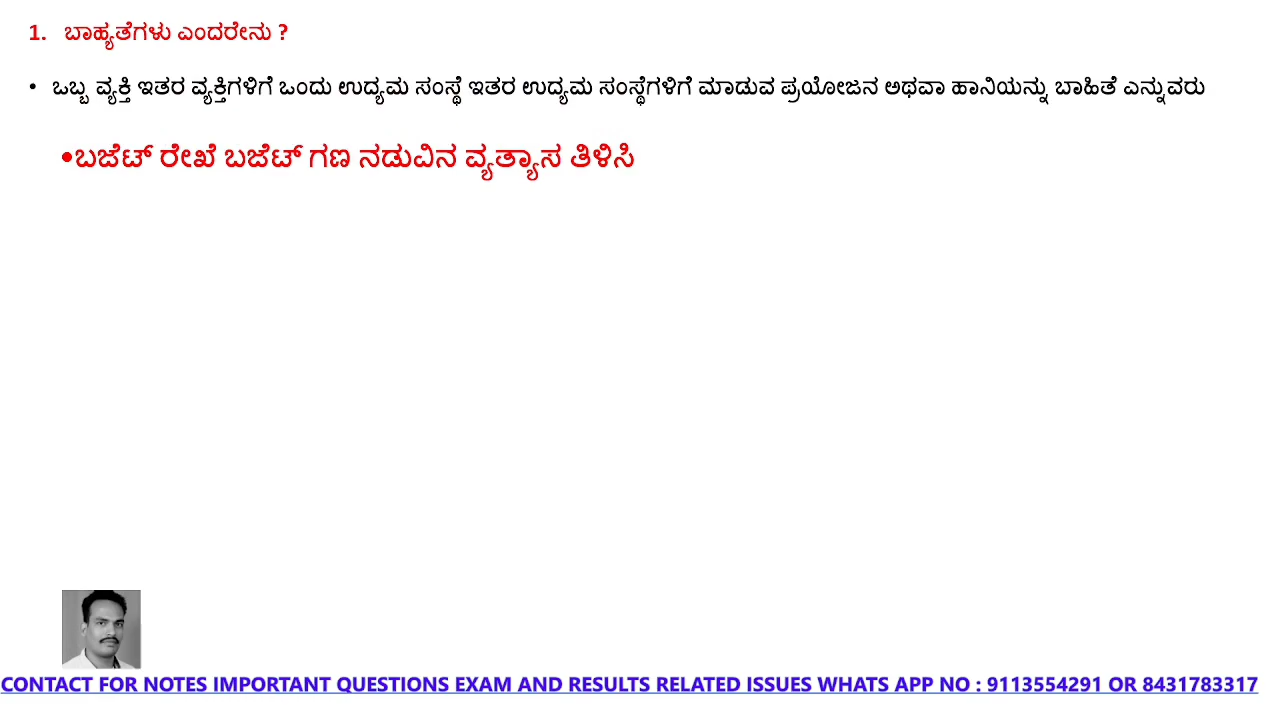 1. ಬಾಹ್ಯತೆಗಳು ಎಂದರೇನು ?
• ಒಬ್ಬ ವ್ಯಕ್ತಿ ಇತರ ವ್ಯಕ್ತಿಗಳಿಗೆ ಒಂದು ಉದ್ಯಮ ಸಂಸ್ಥೆ ಇತರ ಉದ್ಯಮ ಸಂಸ್ಥೆಗಳಿಗೆ ಮಾಡುವ ಪ್ರಯೋಜನ ಅಥವಾ ಹಾನಿಯನ್ನು ಬಾಹಿತೆ ಎನ್ನುವರು
•ಬಜೆಟ್ ರೇಖೆ ಬಜೆಟ್ ಗಣ ನಡುವಿನ ವ್ಯತ್ಯಾಸ ತಿಳಿಸಿ
CONTACT FOR NOTES IMPORTANT QUESTIONS EXAM AND RESULTS RELATED ISSUES WHATS APP NO : 9113554291 OR 8431783317